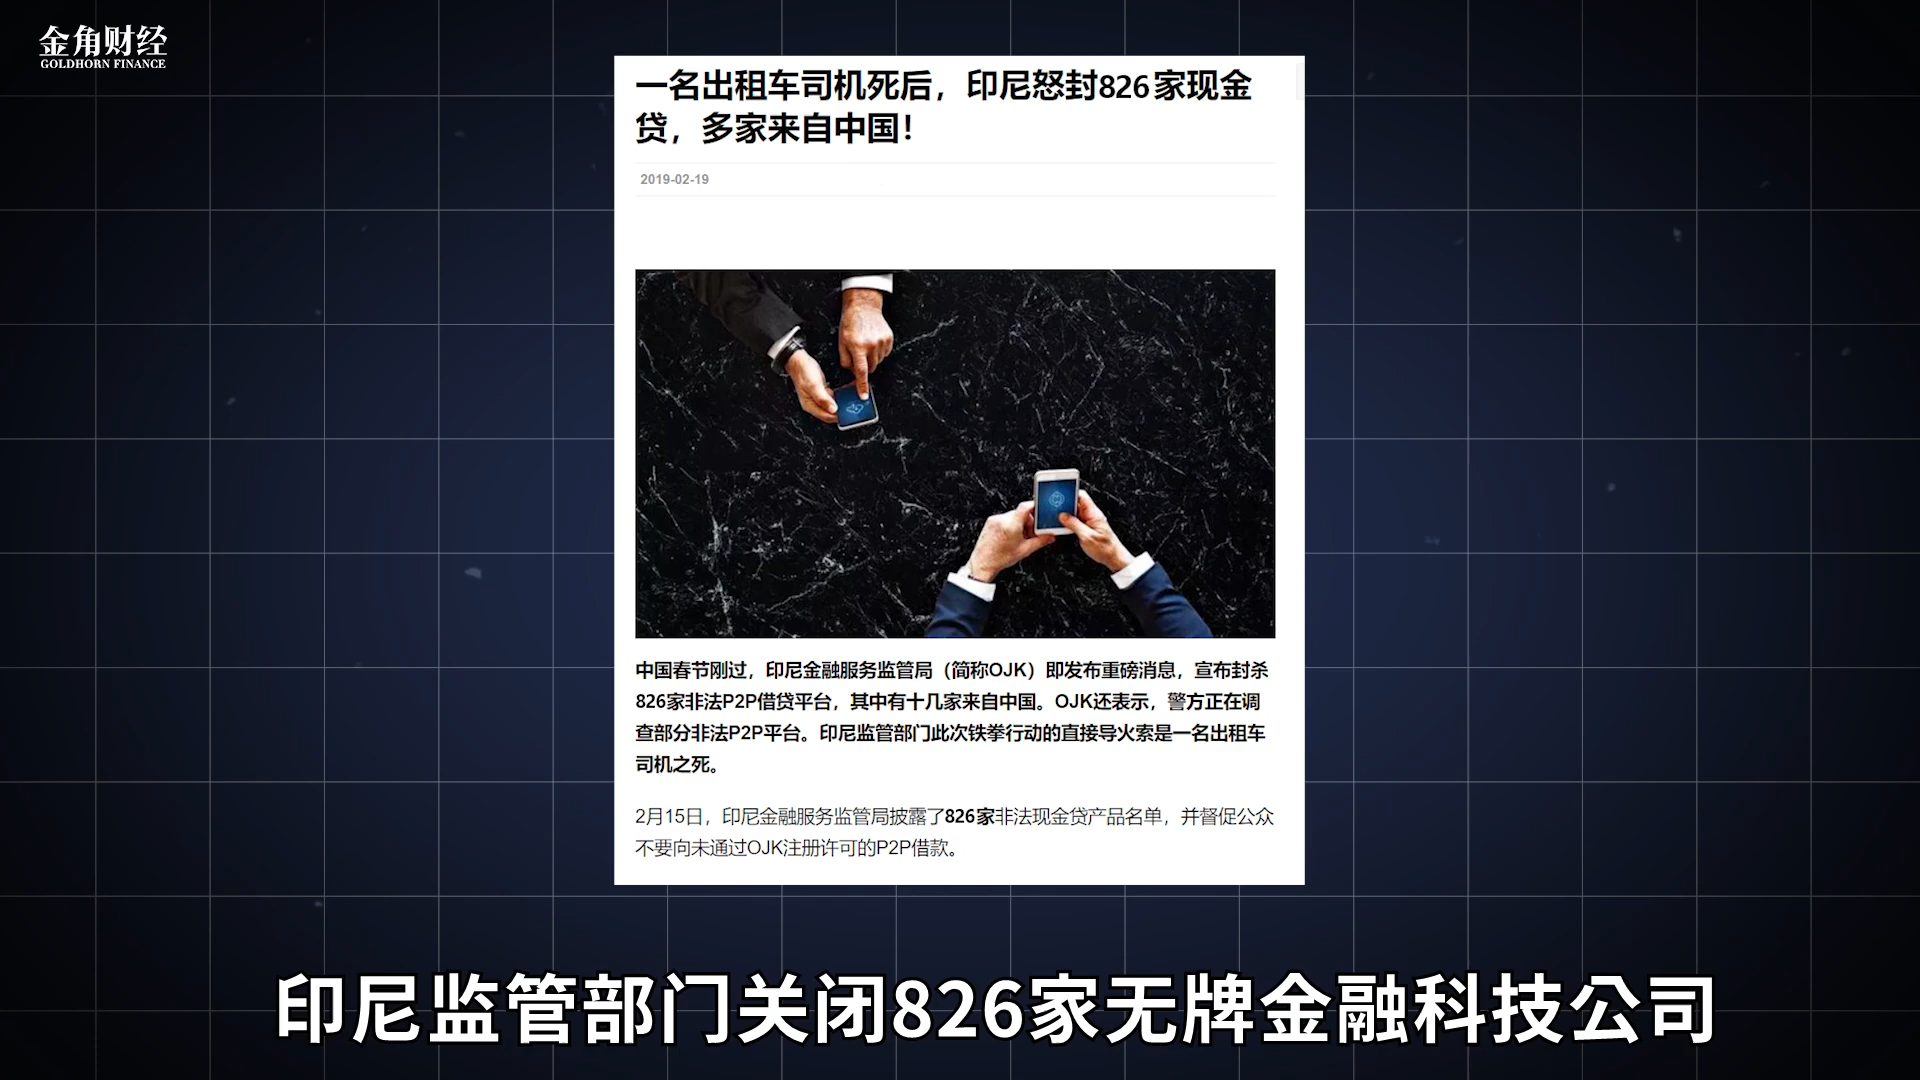 金角财经
GOLDHORN FINANCE
一名出租车司机死后，印尼怒封826家现金
贷，多家来自中国！
2019-02-19
中国春节刚过，印尼金融服务监管局（简称OJK）即发布重磅消息，宣布封杀
826家非法P2P借贷平台，其中有十几家来自中国。OJK还表示，警方正在调
查部分非法P2P平台。印尼监管部门此次铁拳行动的直接导火索是一名出租车
司机之死。
2月15日，印尼金融服务监管局披露了826家非法现金贷产品名单，并督促公众
不要向未通过OJK注册许可的P2P借款。
印尼监管部门关闭826家无牌金融科技公司